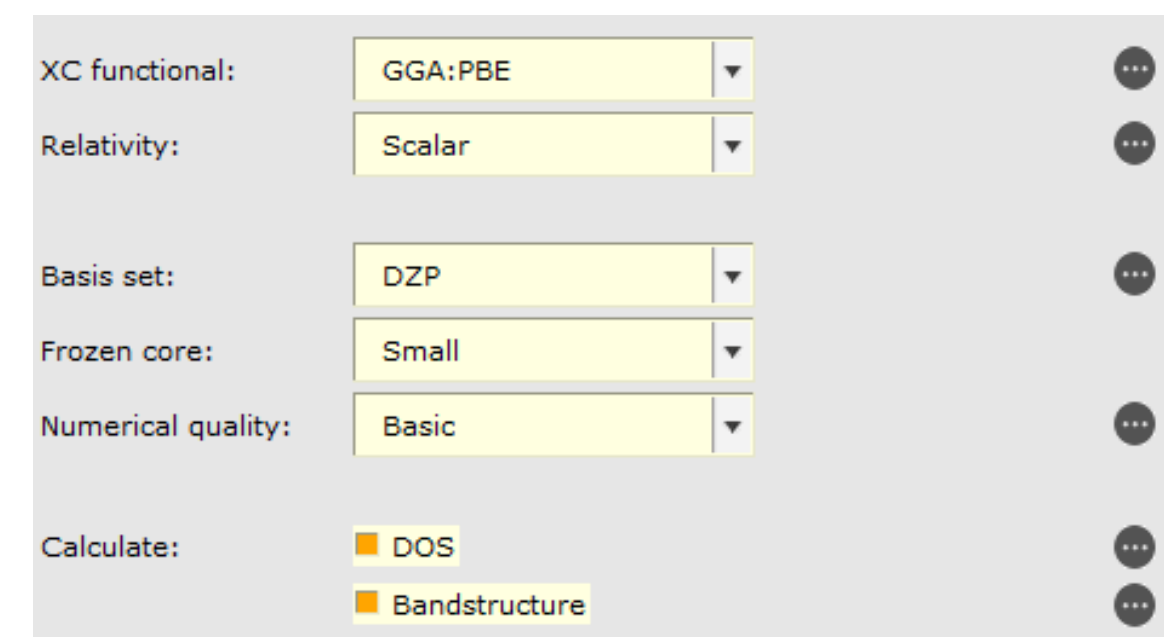 XC functional: GGA:PBE
Relativity: Scalar
Basis set: DZP
Frozen core: Small
Numerical quality: Basic
Calculate: DOS
Bandstructure